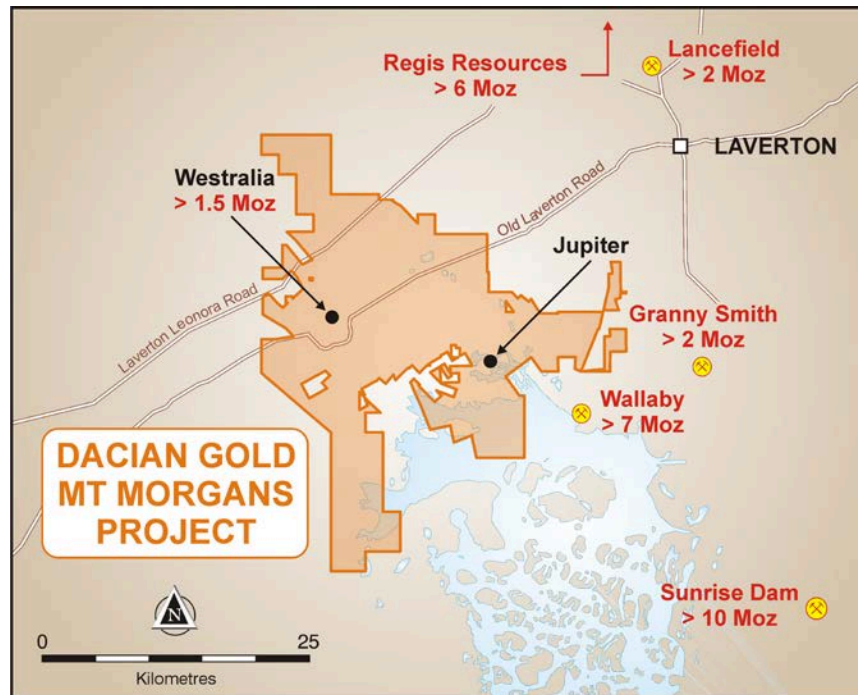 Regis Resources
> 6 Moz
Lancefield
> 2 Moz
LAVERTON
Westralia
> 1.5 Moz
Old Laverton Road
Jupiter
Laverton Leonora Road
Granny Smith
> 2 Moz
Wallaby
> 7 Moz
DACIAN GOLD
MT MORGANS
PROJECT
Sunrise Dam
> 10 Moz
N
0
25
Kilometres